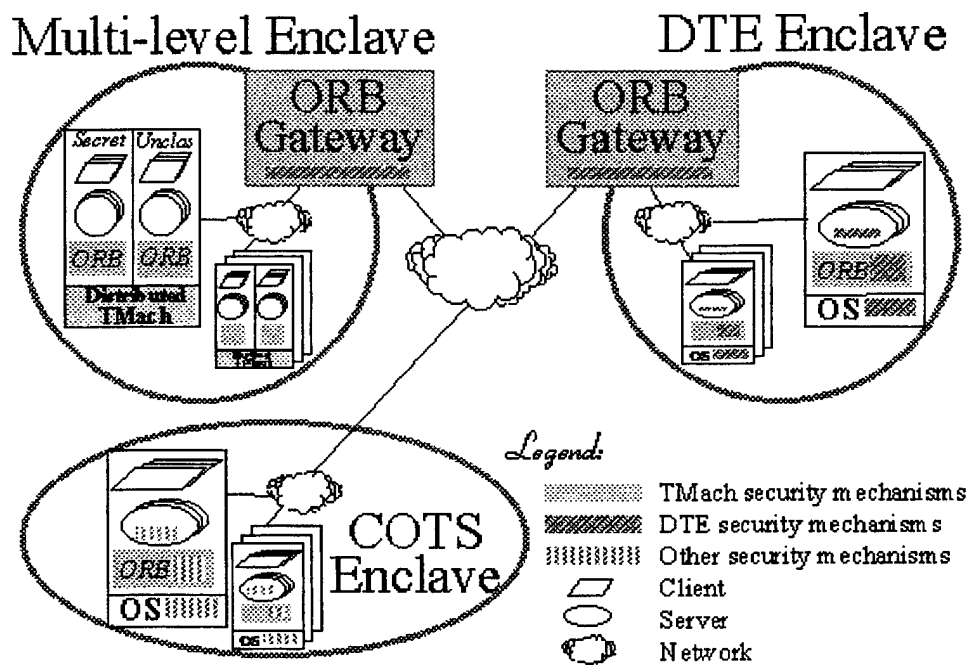 Multi-level Enclave
DTE Enclave
ORB
Gateway
ORB
Gateway
Secret
Unclas
ORB
ORB
Distributed
TMach
ORB
OS
OS
ORB
OS
OS
COTS
Enclave
Legend:
TMach security mechanisms
DTE security mechanisms
Other security mechanisms
Client
Server
Network